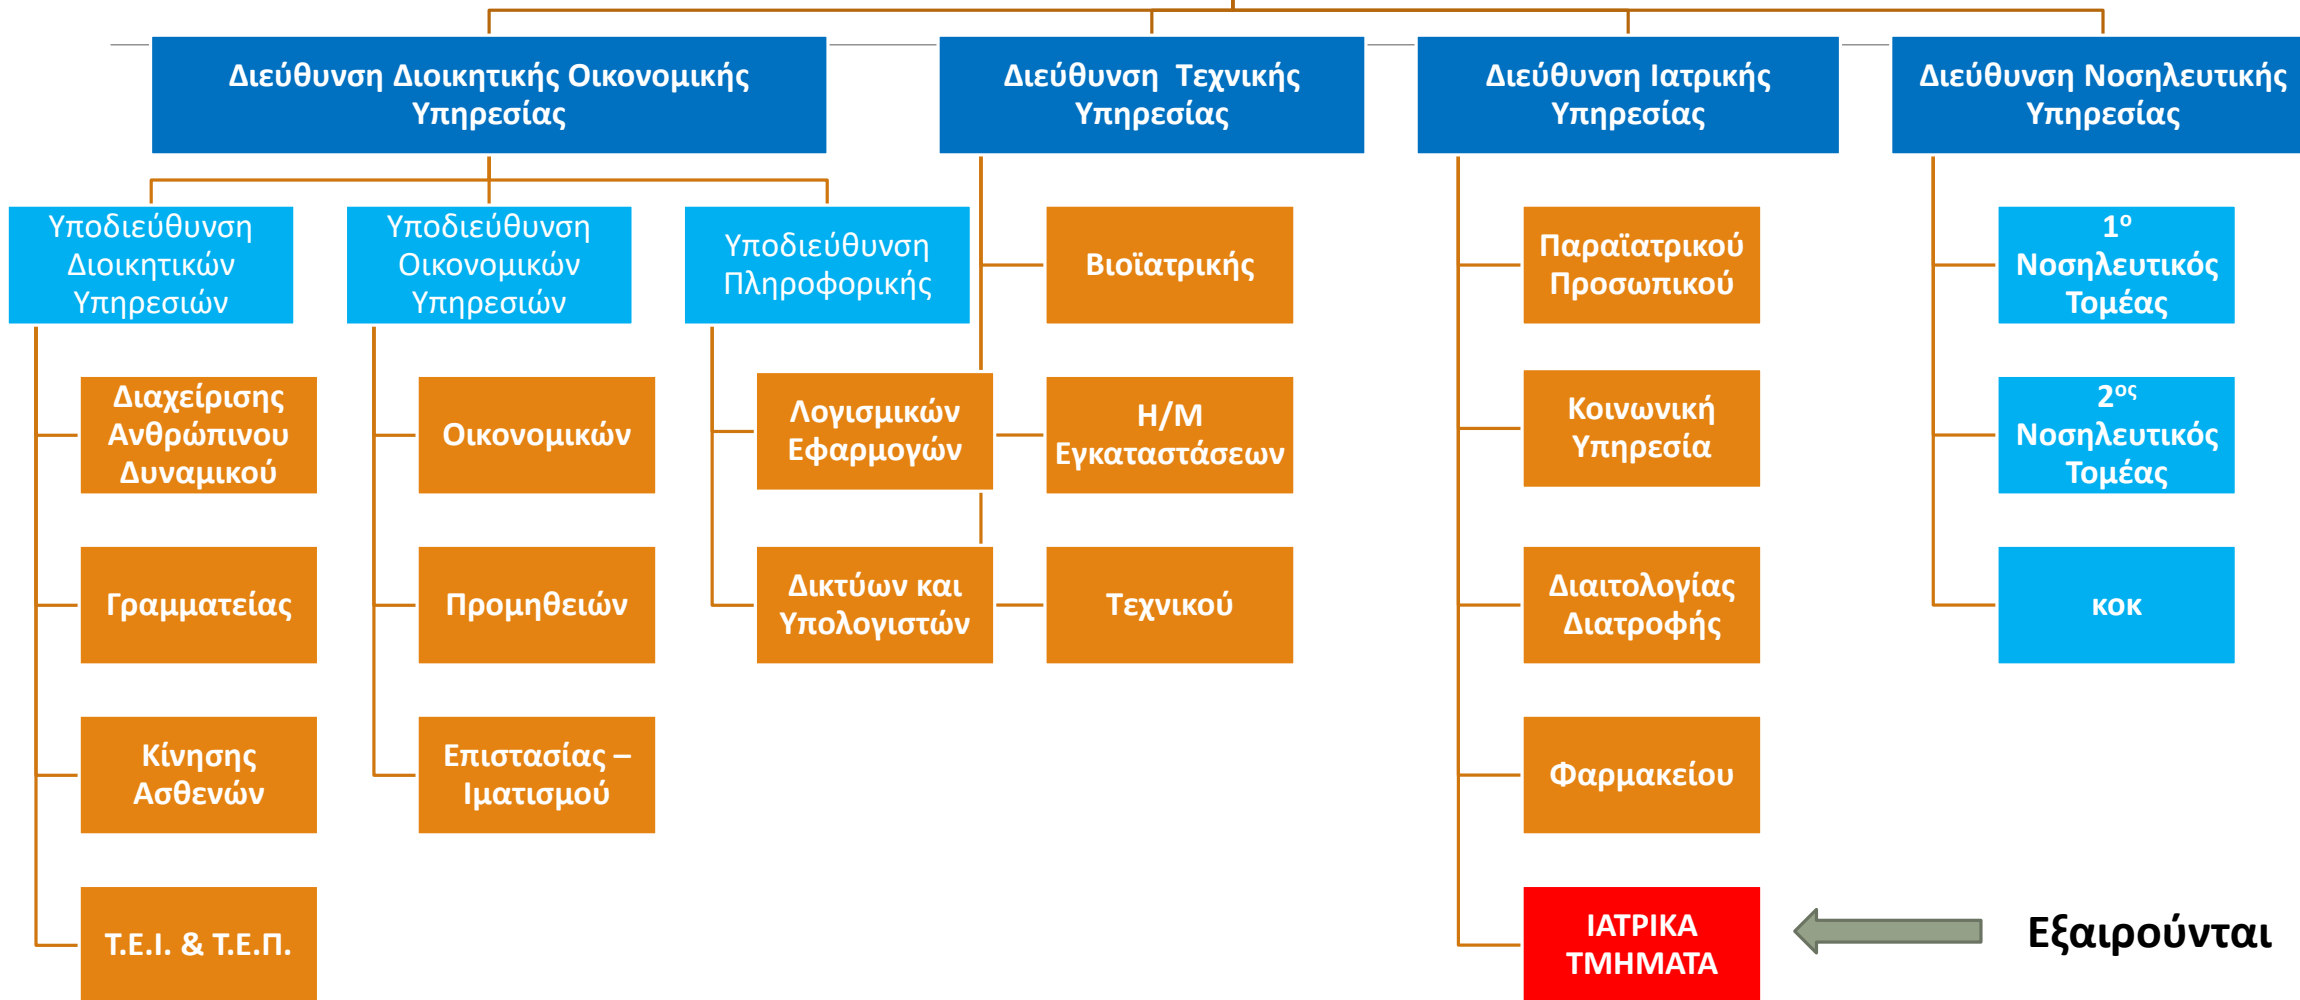 Διεύθυνση Διοικητικής Οικονομικής
Υπηρεσίας
Διεύθυνση Τεχνικής
Υπηρεσίας
Διεύθυνση Ιατρικής
Υπηρεσίας
Διεύθυνση Νοσηλευτικής
Υπηρεσίας
Υποδιεύθυνση
Διοικητικών
Υπηρεσιών
Υποδιεύθυνση
Οικονομικών
Υπηρεσιών
Υποδιεύθυνση
Πληροφορικής
Βιοϊατρικής
Παραϊατρικού
Προσωπικού
1ο
Νοσηλευτικός
Τομέας
Διαχείρισης
Ανθρώπινου
Δυναμικού
Οικονομικών
Λογισμικών
Εφαρμογών
Η/Μ
Εγκαταστάσεων
Κοινωνική
Υπηρεσία
2ος
Νοσηλευτικός
Τομέας
Γραμματείας
Προμηθειών
Δικτύων και
Υπολογιστών
Τεχνικού
Διαιτολογίας
Διατροφής
κοκ
Κίνησης
Ασθενών
Επιστασίας –
Ιματισμού
Φαρμακείου
Τ.Ε.Ι. & Τ.Ε.Π.
ΙΑΤΡΙΚΑ
ΤΜΗΜΑΤΑ
Εξαιρούνται